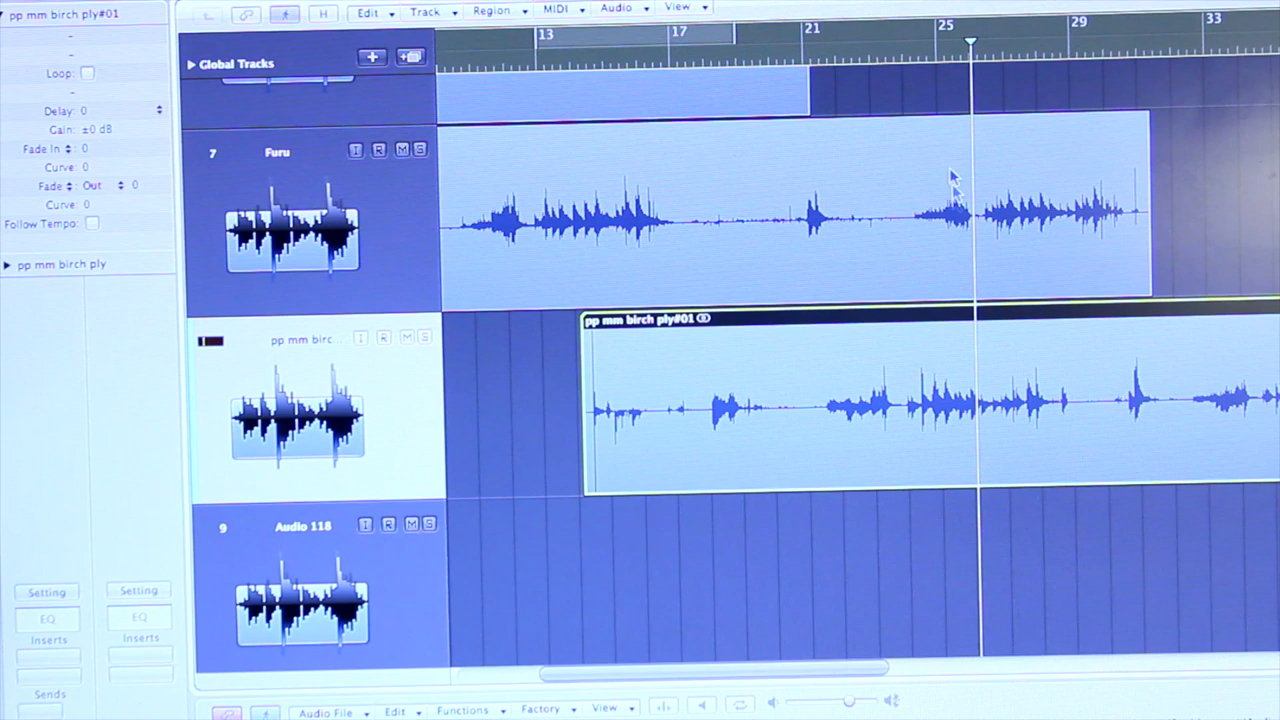 pp mm birch ply#01
H Edit Track Region MIDI Audio View
13 17 21 25 29 33
Global Tracks
Loop:
Delay: 0
Gain: ±0 dB
Fade In 0
Curve: 0
Fade Out 0
Curve: 0
Follow Tempo:
pp mm birch ply
7 Furu I R M S
pp mm birch ply#01
pp mm birc... I R M S
9 Audio 118 I R M S
Setting Setting
EQ EQ
Inserts Inserts
Sends
Audio File Edit Functions Factory View